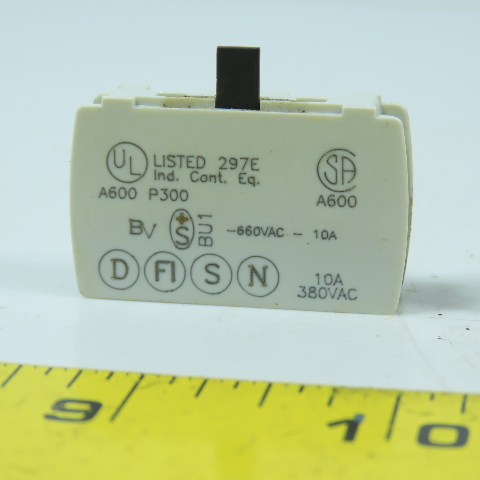 UL LISTED 297E
Ind. Cont. Eq.
A600 P300
SA
A600
BV +S BU1 -660VAC - 10A
D FI S N
10A
380VAC
9 10